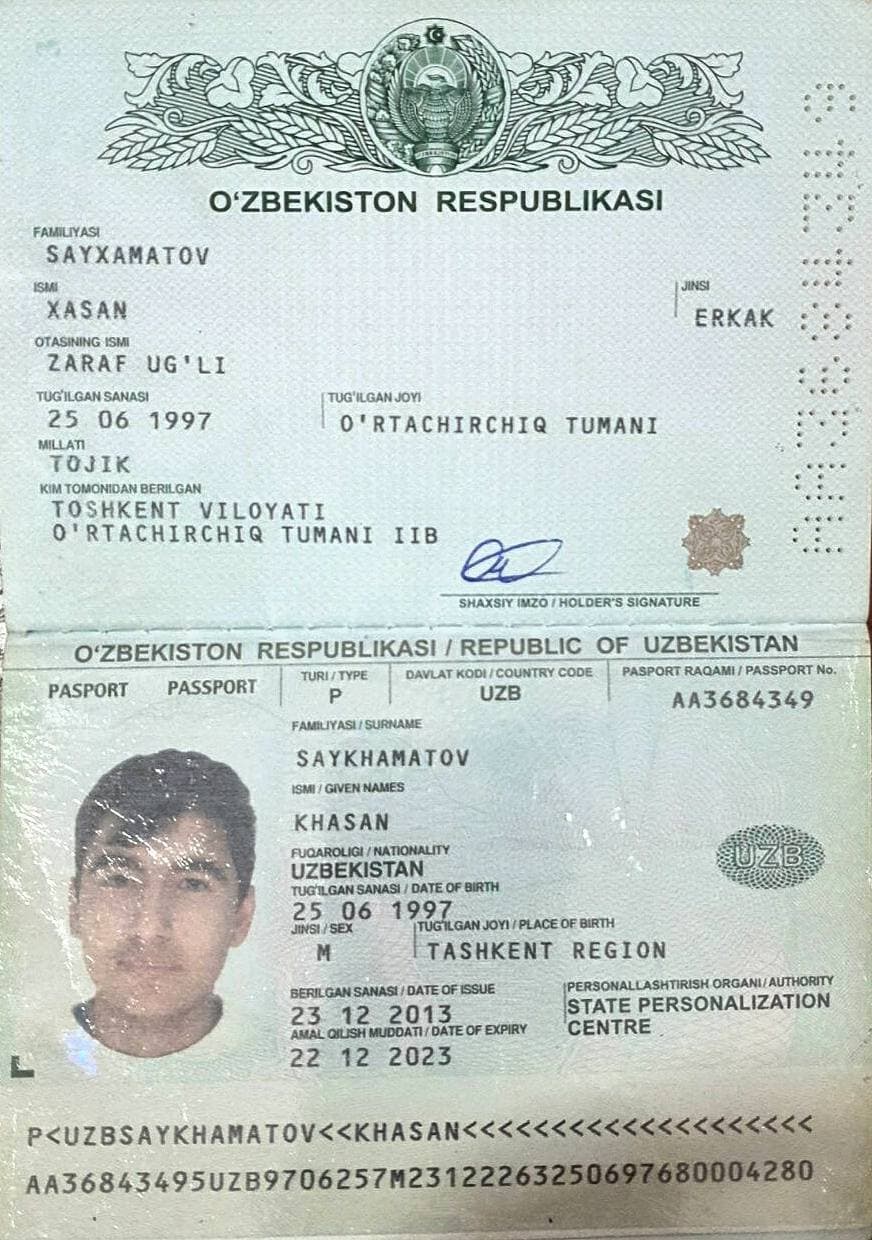 O‘ZBEKISTON RESPUBLIKASI
FAMILIYASI
SAYXAMATOV
ISMI
XASAN
JINSI
ERKAK
OTASINING ISMI
ZARAF UG'LI
TUG‘ILGAN SANASI
25 06 1997
TUG‘ILGAN JOYI
O'RTACHIRCHIQ TUMANI
MILLATI
TOJIK
KIM TOMONIDAN BERILGAN
TOSHKENT VILOYATI
O'RTACHIRCHIQ TUMANI IIB
SHAXSIY IMZO / HOLDER'S SIGNATURE
AA3684349
O‘ZBEKISTON RESPUBLIKASI / REPUBLIC OF UZBEKISTAN
PASPORT PASSPORT
TURI / TYPE
P
DAVLAT KODI / COUNTRY CODE
UZB
PASPORT RAQAMI / PASSPORT No.
AA3684349
FAMILIYASI / SURNAME
SAYKHAMATOV
ISMI / GIVEN NAMES
KHASAN
FUQAROLIGI / NATIONALITY
UZBEKISTAN
UZB
TUG‘ILGAN SANASI / DATE OF BIRTH
25 06 1997
JINSI / SEX
M
TUG‘ILGAN JOYI / PLACE OF BIRTH
TASHKENT REGION
BERILGAN SANASI / DATE OF ISSUE
23 12 2013
PERSONALLASHTIRISH ORGANI / AUTHORITY
STATE PERSONALIZATION
CENTRE
AMAL QILISH MUDDATI / DATE OF EXPIRY
22 12 2023
P<UZBSAYKHAMATOV<<KHASAN<<<<<<<<<<<<<<<<<<<<
AA36843495UZB9706257M23122263250697680004280